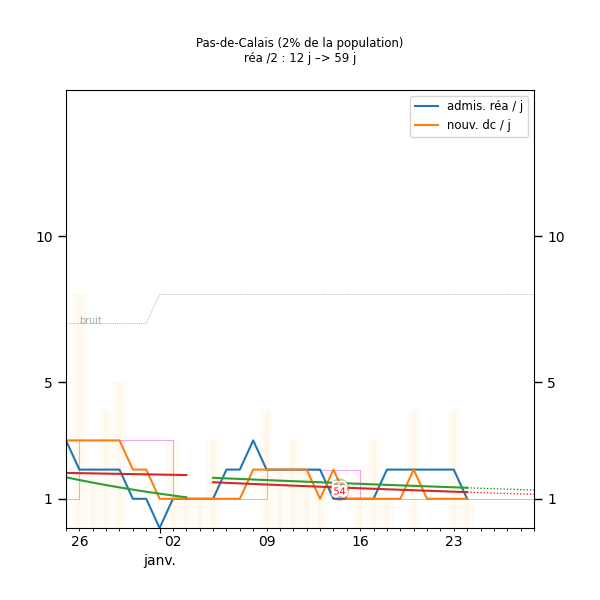 Pas-de-Calais (2% de la population)
réa /2 : 12 j –> 59 j
admis. réa / j
nouv. dc / j
10 10
bruit
5 5
54
1 1
26 02 09 16 23
janv.